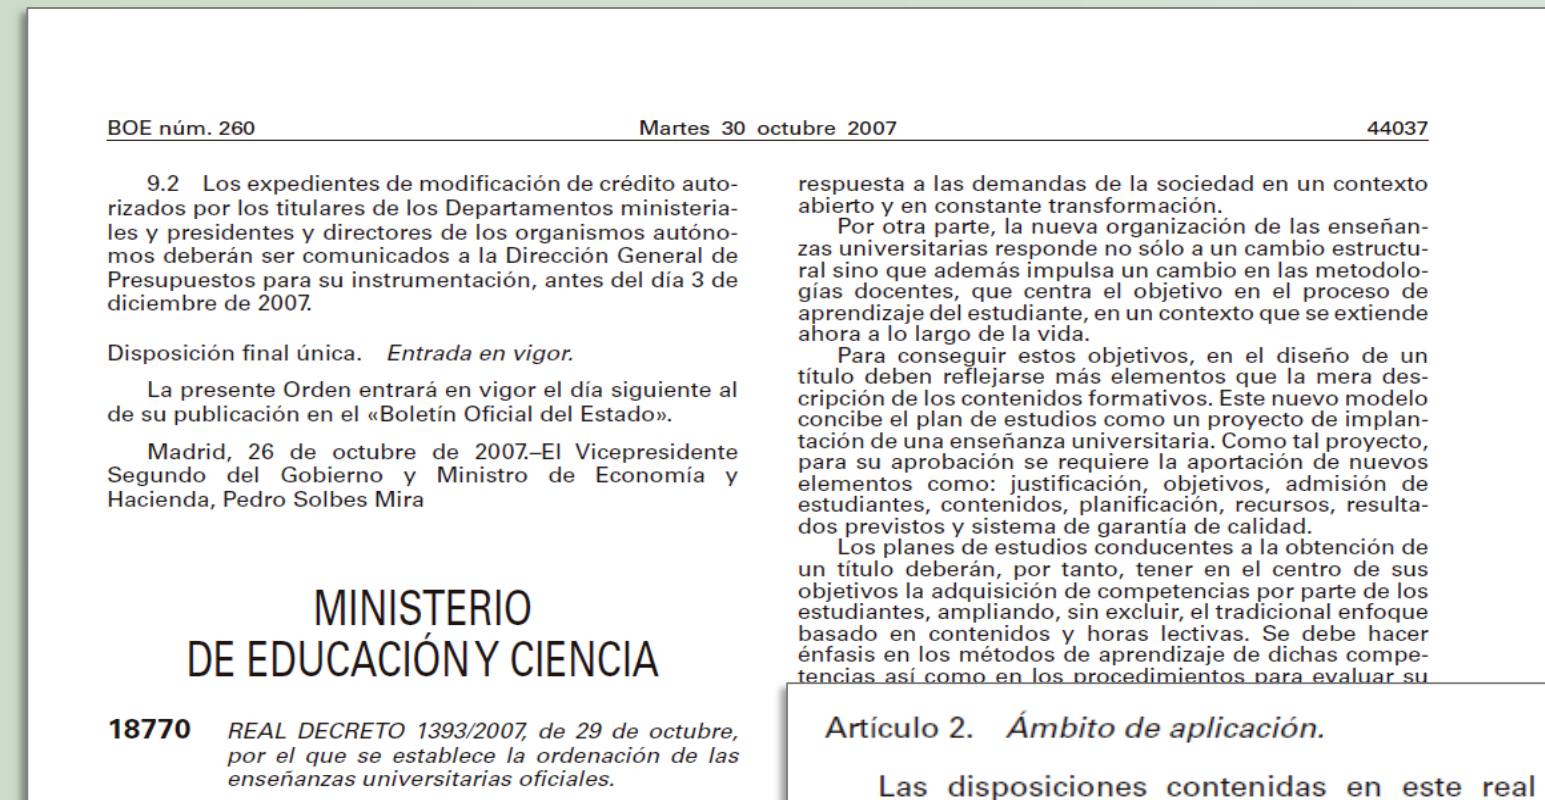 BOE núm. 260 Martes 30 octubre 2007 44037
9.2 Los expedientes de modificación de crédito auto-
rizados por los titulares de los Departamentos ministeria-
les y presidentes y directores de los organismos autóno-
mos deberán ser comunicados a la Dirección General de
Presupuestos para su instrumentación, antes del día 3 de
diciembre de 2007.
Disposición final única. Entrada en vigor.
La presente Orden entrará en vigor el día siguiente al
de su publicación en el «Boletín Oficial del Estado».
Madrid, 26 de octubre de 2007.–El Vicepresidente
Segundo del Gobierno y Ministro de Economía y
Hacienda, Pedro Solbes Mira
MINISTERIO
DE EDUCACIÓN Y CIENCIA
18770 REAL DECRETO 1393/2007, de 29 de octubre,
por el que se establece la ordenación de las
enseñanzas universitarias oficiales.
respuesta a las demandas de la sociedad en un contexto
abierto y en constante transformación.
Por otra parte, la nueva organización de las enseñan-
zas universitarias responde no sólo a un cambio estructu-
ral sino que además impulsa un cambio en las metodolo-
gías docentes, que centra el objetivo en el proceso de
aprendizaje del estudiante, en un contexto que se extiende
ahora a lo largo de la vida.
Para conseguir estos objetivos, en el diseño de un
título deben reflejarse más elementos que la mera des-
cripción de los contenidos formativos. Este nuevo modelo
concibe el plan de estudios como un proyecto de implan-
tación de una enseñanza universitaria. Como tal proyecto,
para su aprobación se requiere la aportación de nuevos
elementos como: justificación, objetivos, admisión de
estudiantes, contenidos, planificación, recursos, resulta-
dos previstos y sistema de garantía de calidad.
Los planes de estudios conducentes a la obtención de
un título deberán, por tanto, tener en el centro de sus
objetivos la adquisición de competencias por parte de los
estudiantes, ampliando, sin excluir, el tradicional enfoque
basado en contenidos y horas lectivas. Se debe hacer
énfasis en los métodos de aprendizaje de dichas compe-
tencias así como en los procedimientos para evaluar su
Artículo 2. Ámbito de aplicación.
Las disposiciones contenidas en este real